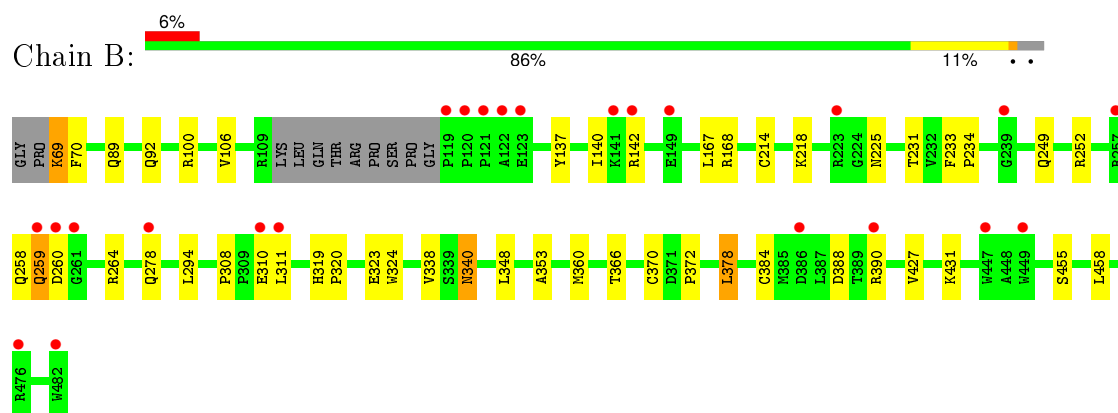 6%
Chain B:
86% 11% • •
GLY PRO K69 F70 Q89 Q92 R100 V106 R109 LYS LEU GLN THR ARG PRO SER PRO GLY P119 P120 P121 A122 E123 Y137 I140 K141 R142 E149 L167 R168 C214 K218 R223 G224 N225 T231 V232 F233 P234 G239 Q249 R252 R257
Q258 Q259 D260 G261 R264 Q278 L294 P308 P309 E310 L311 H319 P320 E323 W324 V338 S339 N340 L348 A353 M360 T366 C370 D371 P372 L378 C384 M385 D386 L387 D388 T389 R390 V427 K431 W447 A448 W449 S455 L458
R476 W482